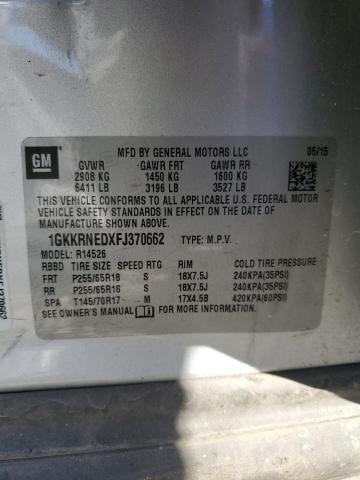 GM
MFD BY GENERAL MOTORS LLC
05/15
GVWR GAWR FRT GAWR RR
2908 KG 1450 KG 1600 KG
6411 LB 3196 LB 3527 LB
THIS VEHICLE CONFORMS TO ALL APPLICABLE U.S. FEDERAL MOTOR
VEHICLE SAFETY STANDARDS IN EFFECT ON THE DATE OF
MANUFACTURE SHOWN ABOVE.
1GKKRNEDXFJ370662 TYPE: M.P.V.
MODEL: R14526
RBBD TIRE SIZE SPEED RTG RIM COLD TIRE PRESSURE
FRT P255/65R18 S 18X7.5J 240KPA(35PSI)
RR P255/65R18 S 18X7.5J 240KPA(35PSI)
SPA T145/70R17 M 17X4.5B 420KPA(60PSI)
SEE OWNER'S MANUAL FOR MORE INFORMATION.